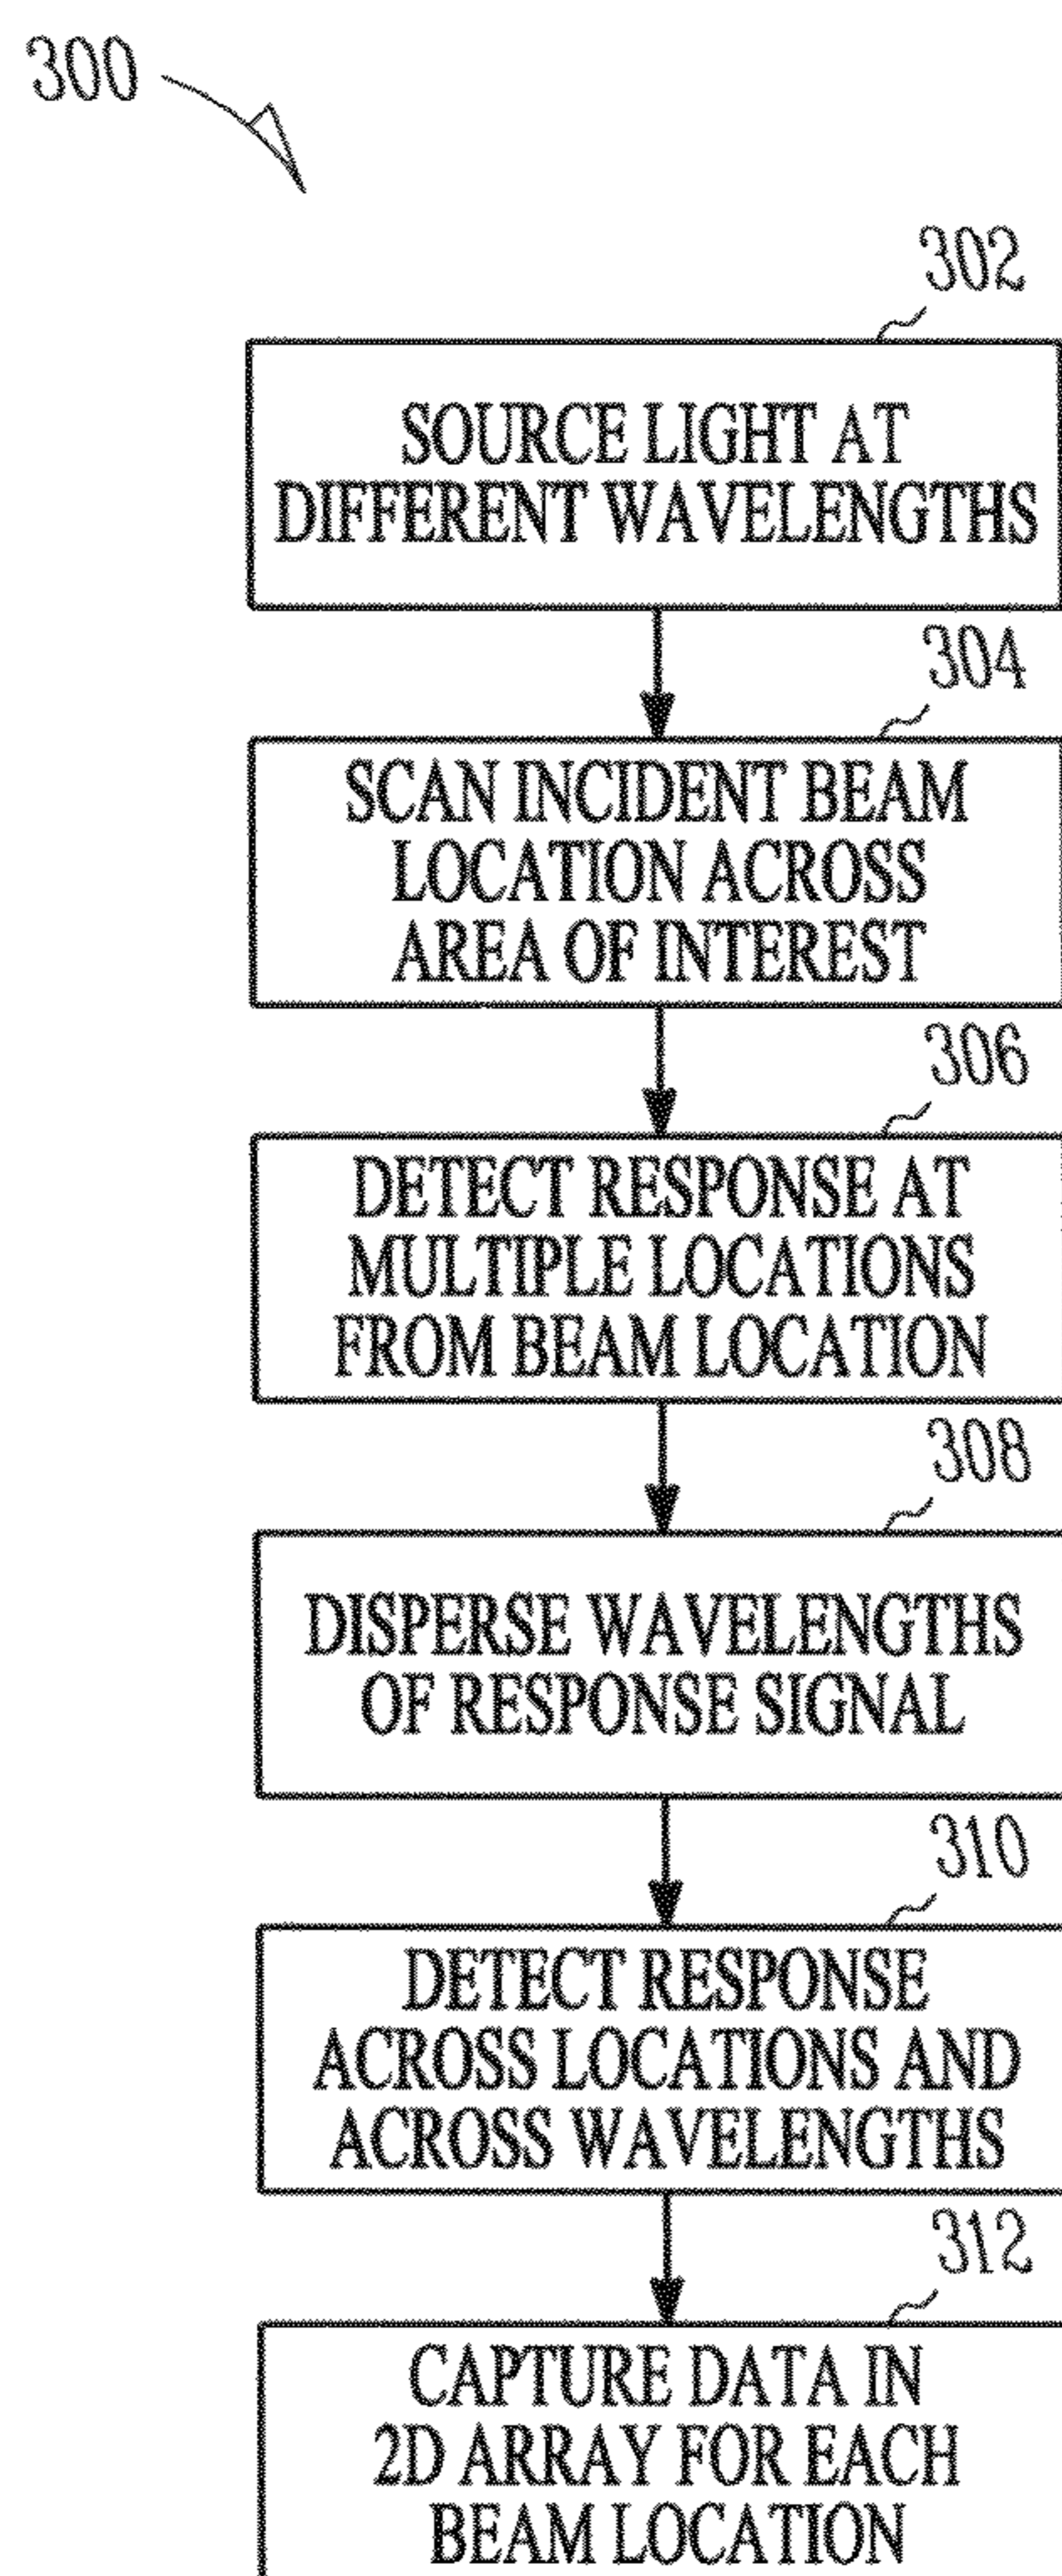 300
302
SOURCE LIGHT AT
DIFFERENT WAVELENGTHS
304
SCAN INCIDENT BEAM
LOCATION ACROSS
AREA OF INTEREST
306
DETECT RESPONSE AT
MULTIPLE LOCATIONS
FROM BEAM LOCATION
308
DISPERSE WAVELENGTHS
OF RESPONSE SIGNAL
310
DETECT RESPONSE
ACROSS LOCATIONS AND
ACROSS WAVELENGTHS
312
CAPTURE DATA IN
2D ARRAY FOR EACH
BEAM LOCATION